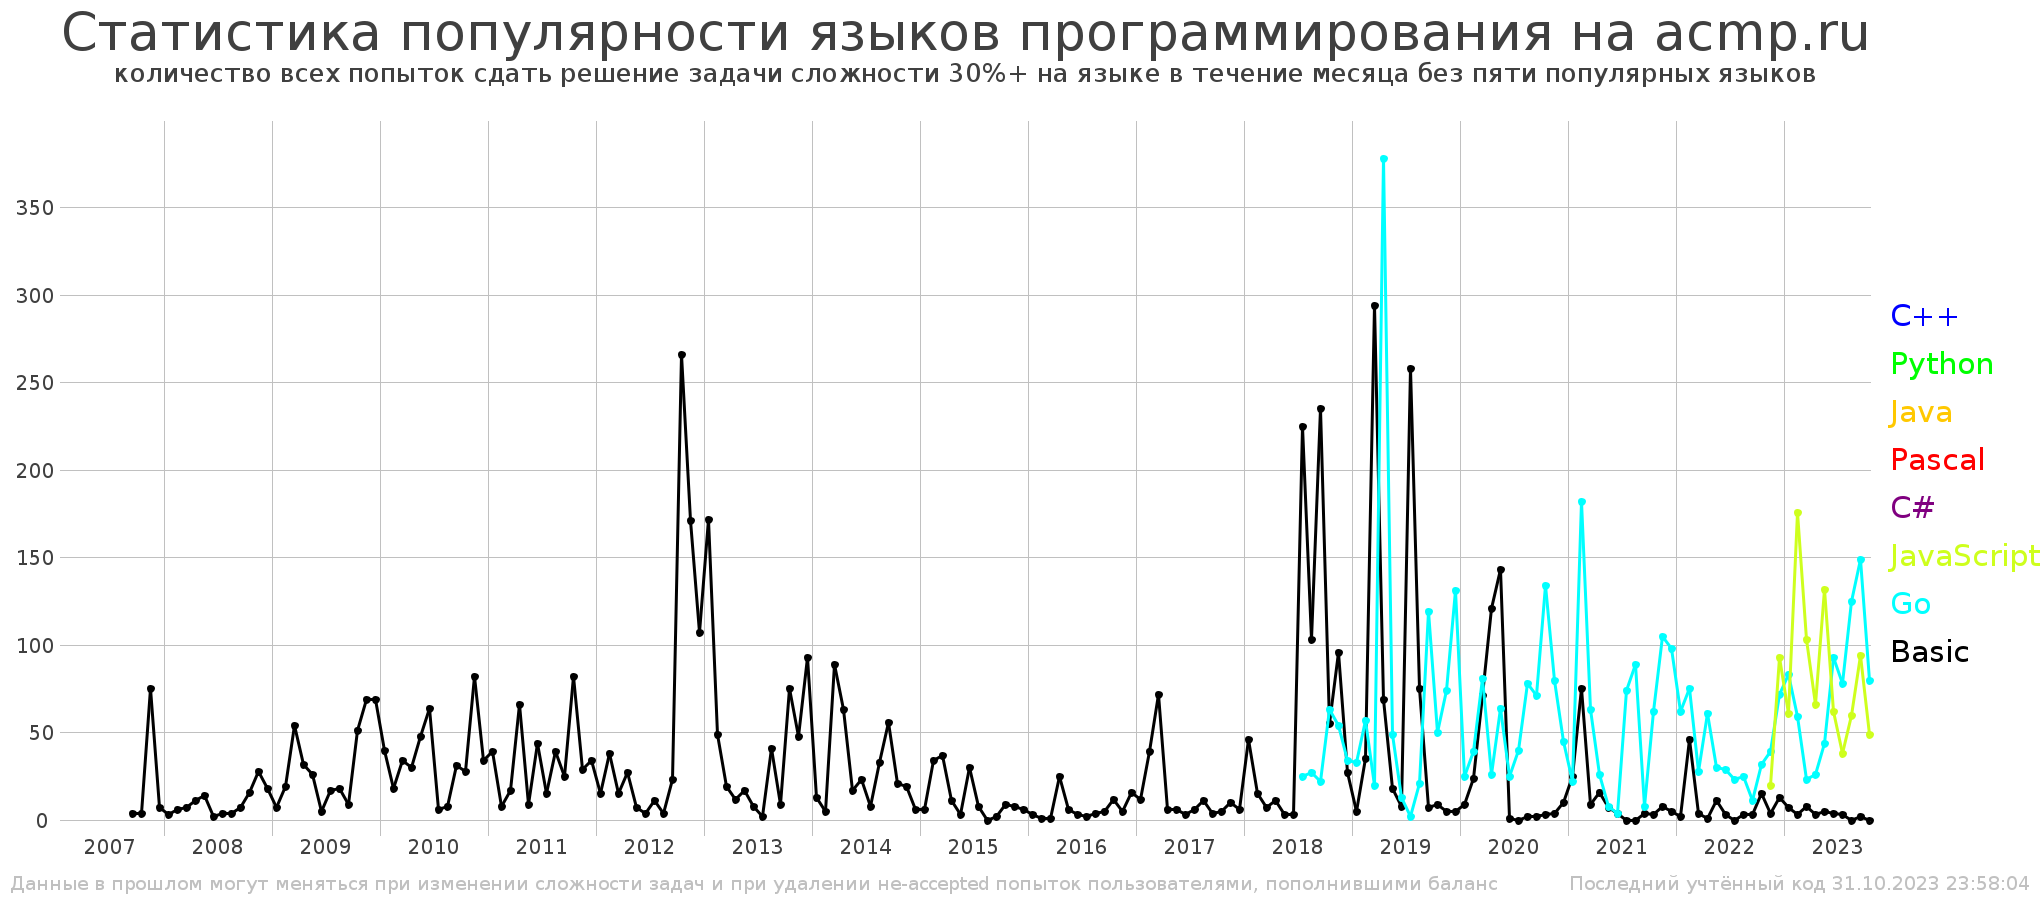 Статистика популярности языков программирования на acmp.ru
количество всех попыток сдать решение задачи сложности 30%+ на языке в течение месяца без пяти популярных языков
350
300
250
200
150
100
50
0
C++
Python
Java
Pascal
C#
JavaScript
Go
Basic
2007 2008 2009 2010 2011 2012 2013 2014 2015 2016 2017 2018 2019 2020 2021 2022 2023
Данные в прошлом могут меняться при изменении сложности задач и при удалении не-accepted попыток пользователями, пополнившими баланс
Последний учтённый код 31.10.2023 23:58:04